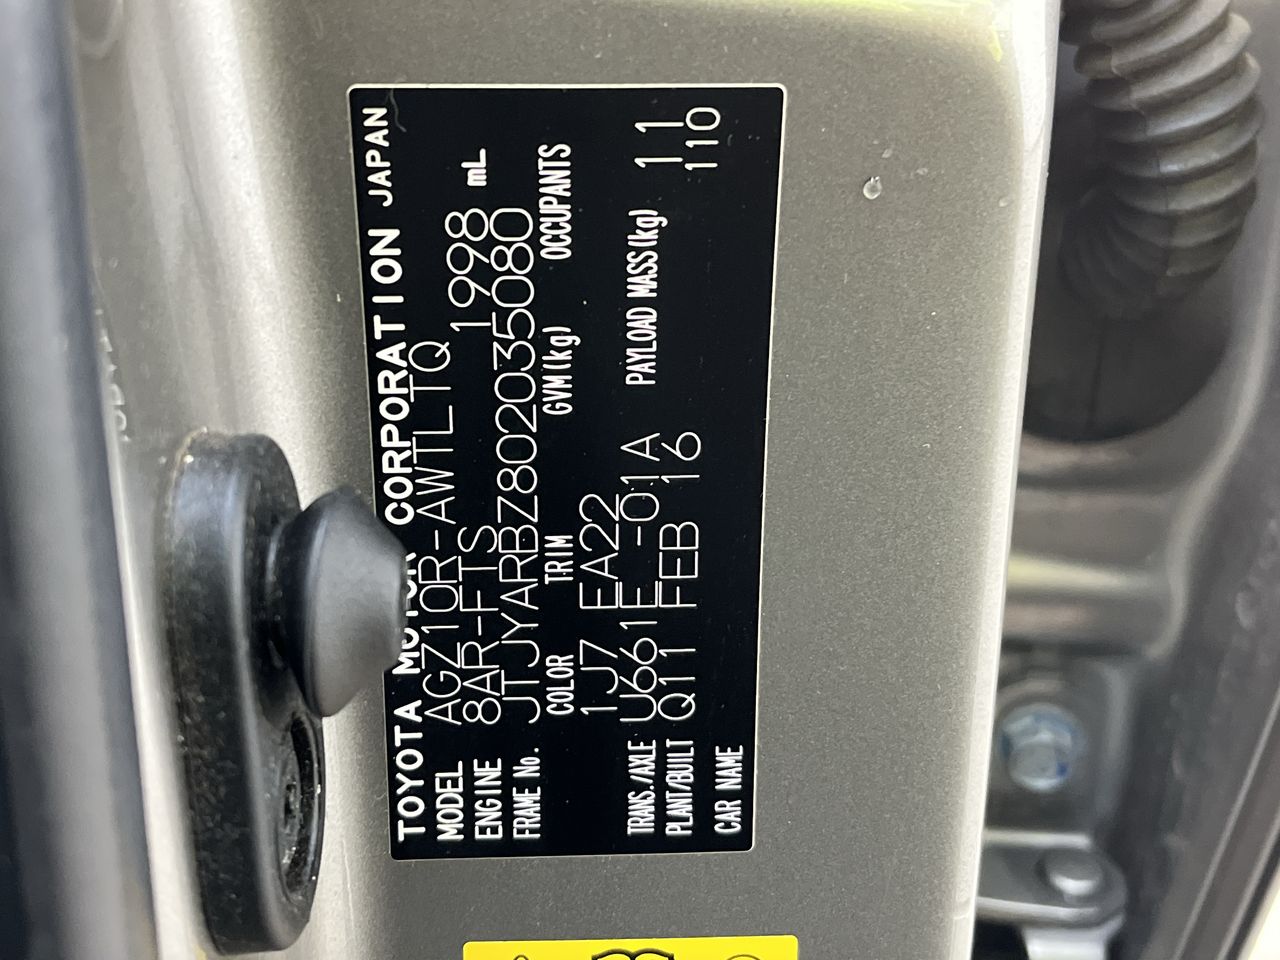 TOYOTA MOTOR CORPORATION JAPAN
MODEL AGZ10R-AWTLTQ
ENGINE 8AR-FTS 1998 mL
FRAME No. JTJYARBZ802035080
COLOR TRIM GVM(kg) OCCUPANTS
1J7 EA22
TRANS./AXLE U661E -01A PAYLOAD MASS(kg) 11
PLANT/BUILT Q111 FEB 16 110
CAR NAME